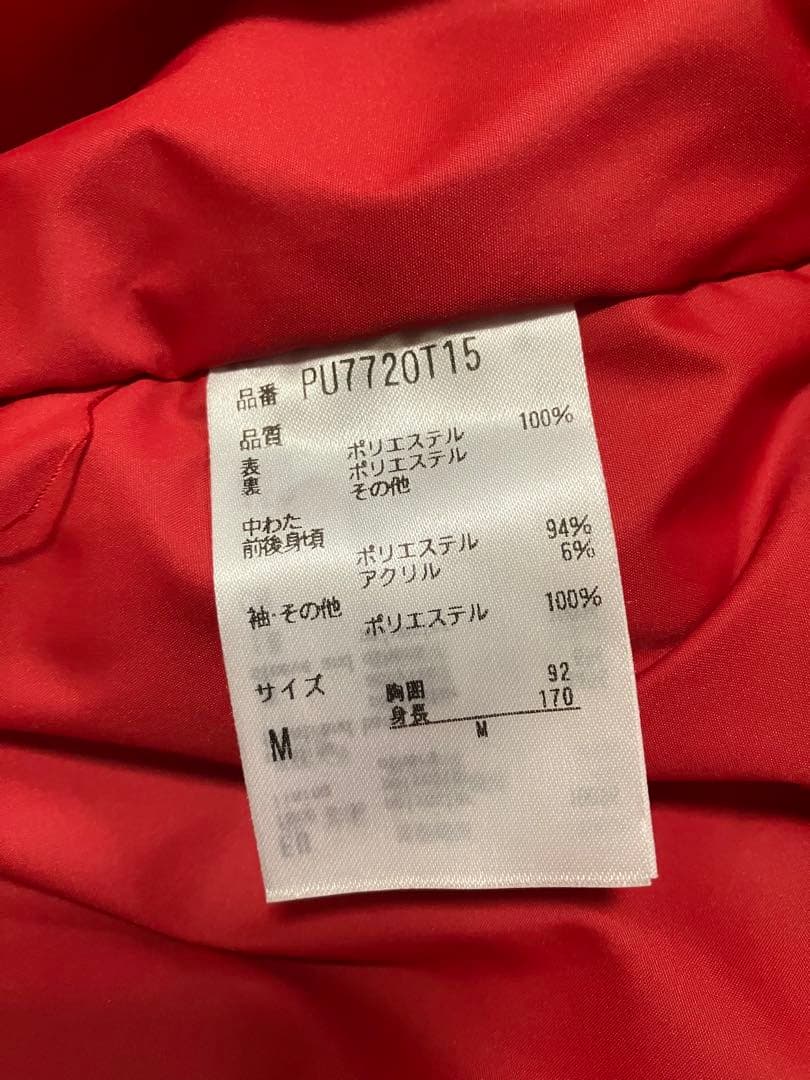 品番 PU7720T15
品質
表 ポリエステル 100%
裏 ポリエステル
その他
中わた
前後身頃 ポリエステル 94%
アクリル 6%
袖・その他 ポリエステル 100%
サイズ 胸囲 92
身長 170
M M